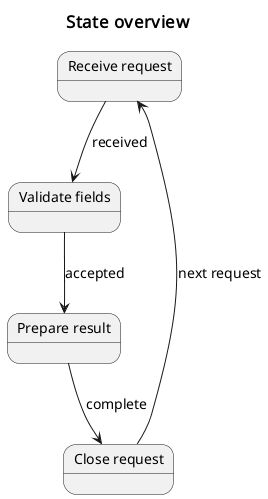 State overview
Receive request
received
Validate fields
accepted
next request
Prepare result
complete
Close request